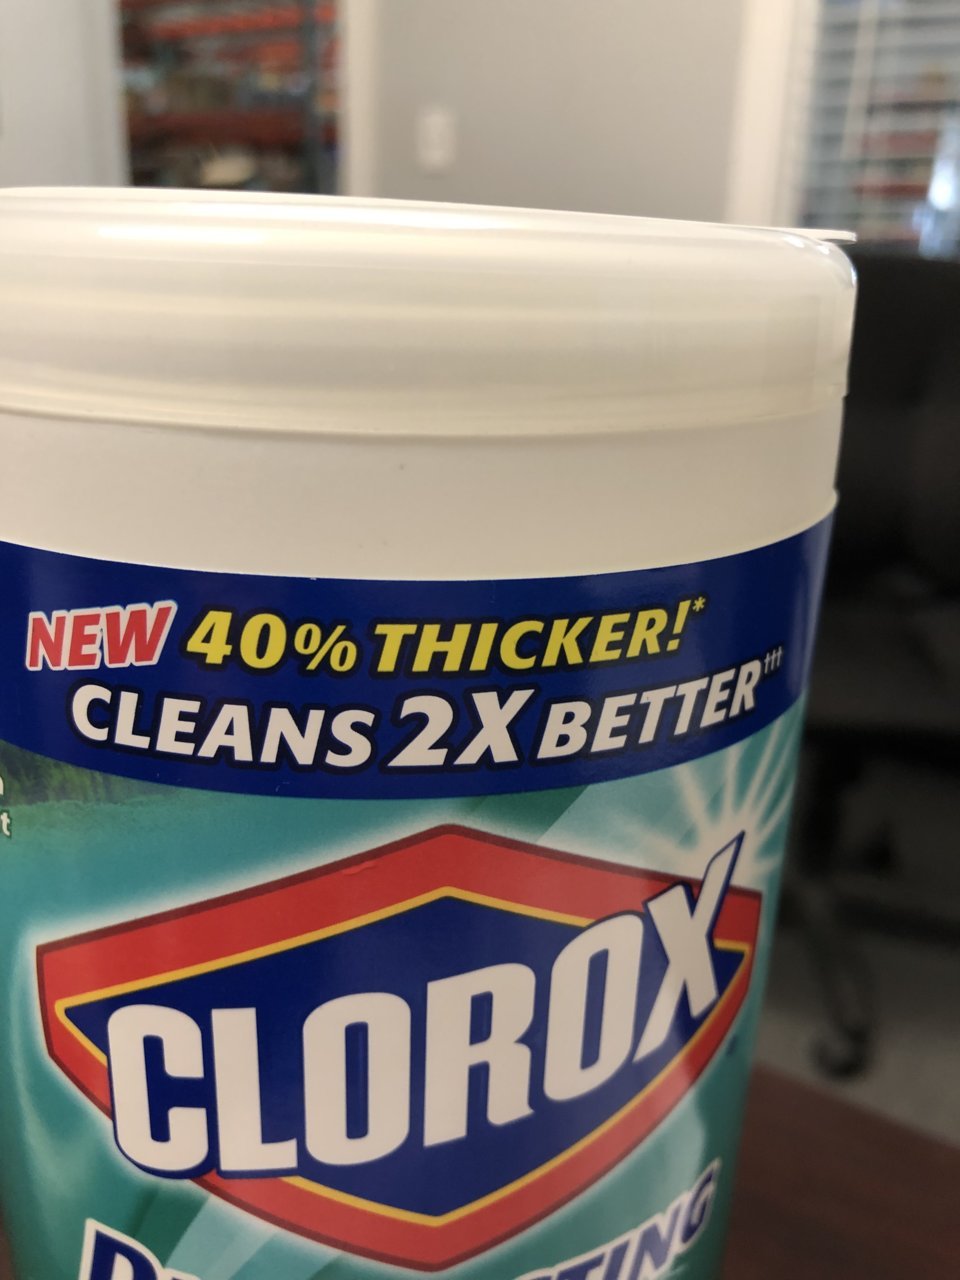 NEW 40% THICKER!*
CLEANS 2X BETTER†††
CLOROX